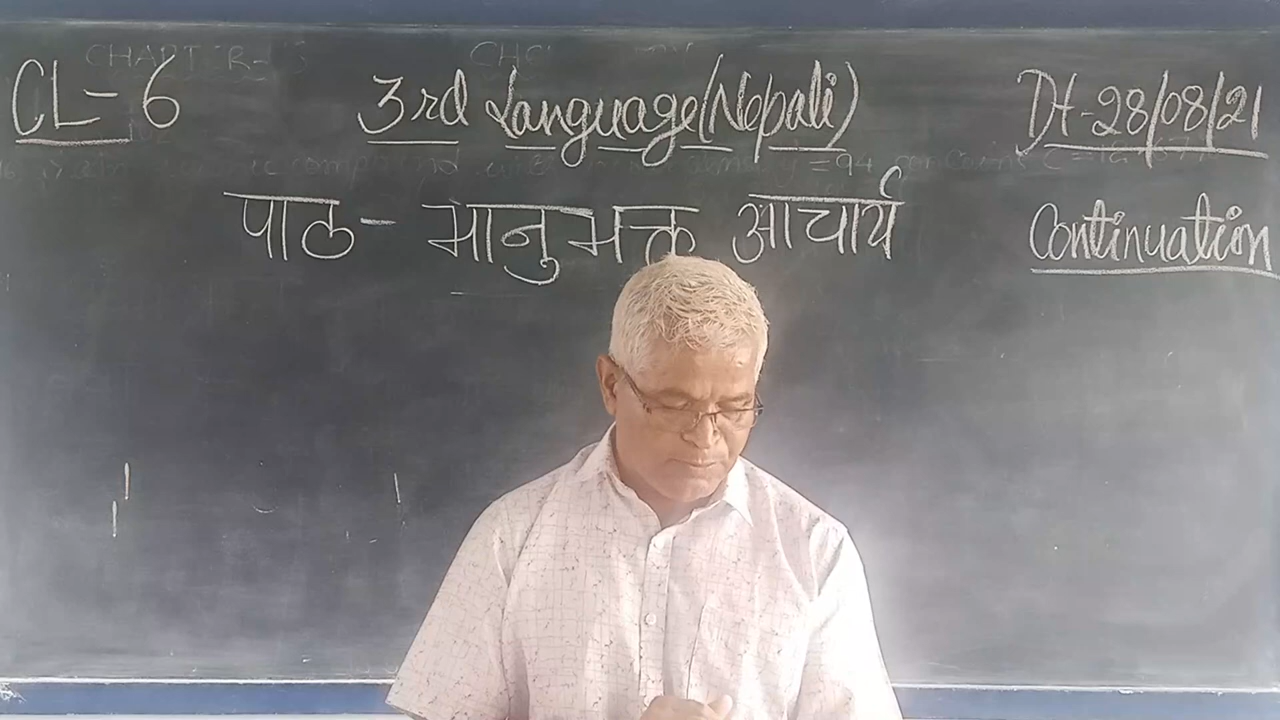 CL-6 3rd Language(Nepali) Dt-28/08/21
पाठ- भानुभक्त आचार्य Continuation